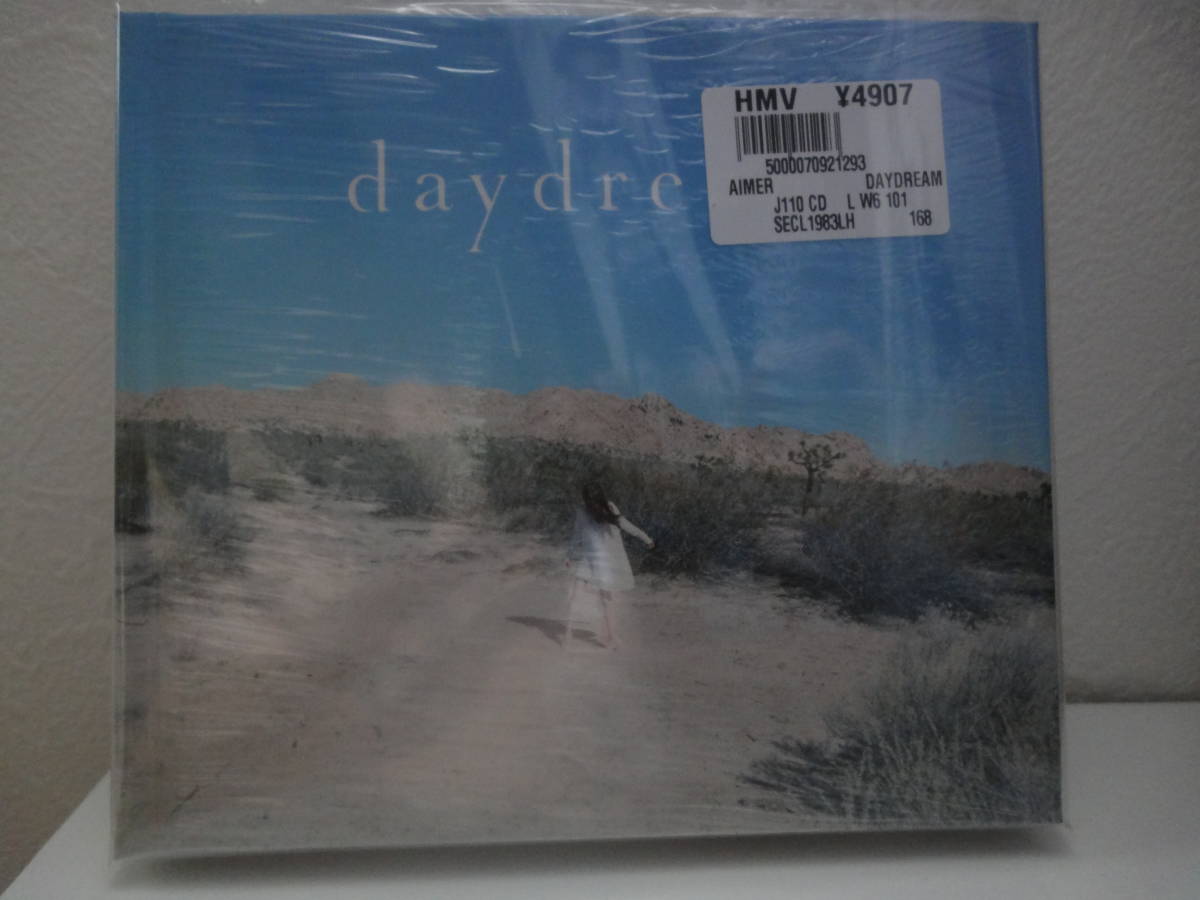 daydre
HMV ¥4907
5000070921293
AIMER DAYDREAM
J110 CD L W6 101
SECL1983LH 168